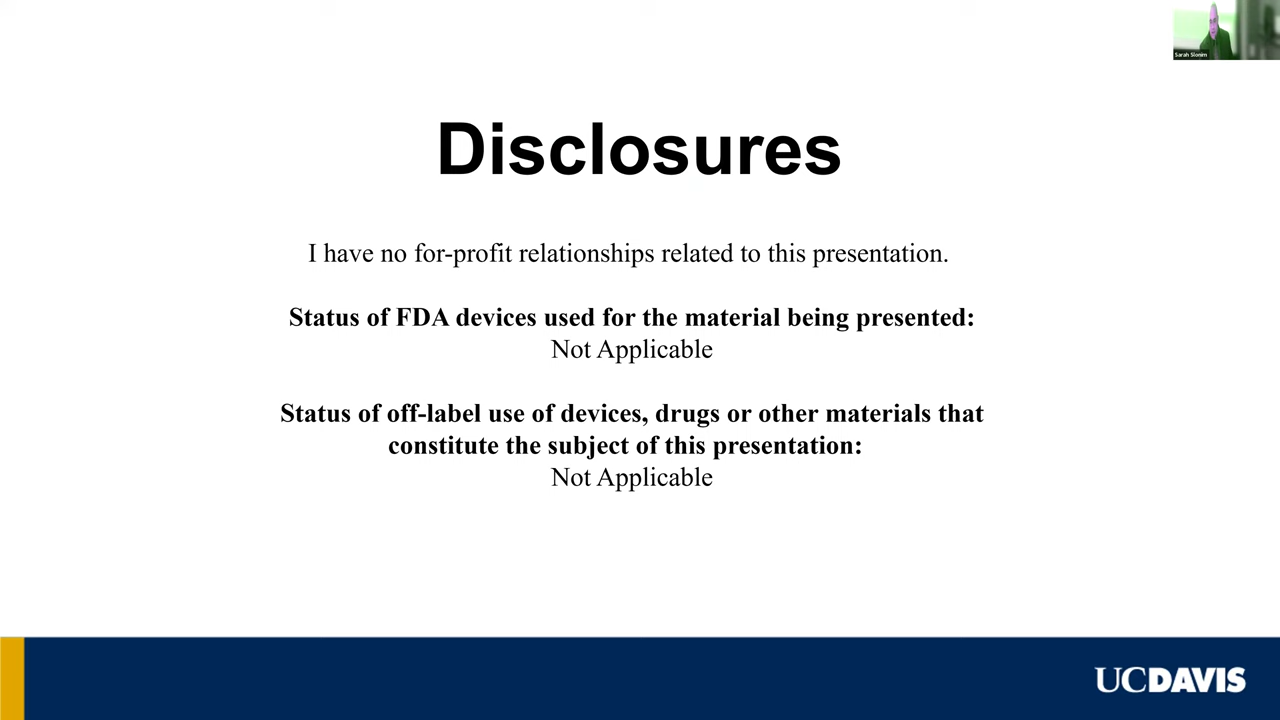 Sarah Slonim
Disclosures
I have no for-profit relationships related to this presentation.
Status of FDA devices used for the material being presented:
Not Applicable
Status of off-label use of devices, drugs or other materials that
constitute the subject of this presentation:
Not Applicable
UCDAVIS